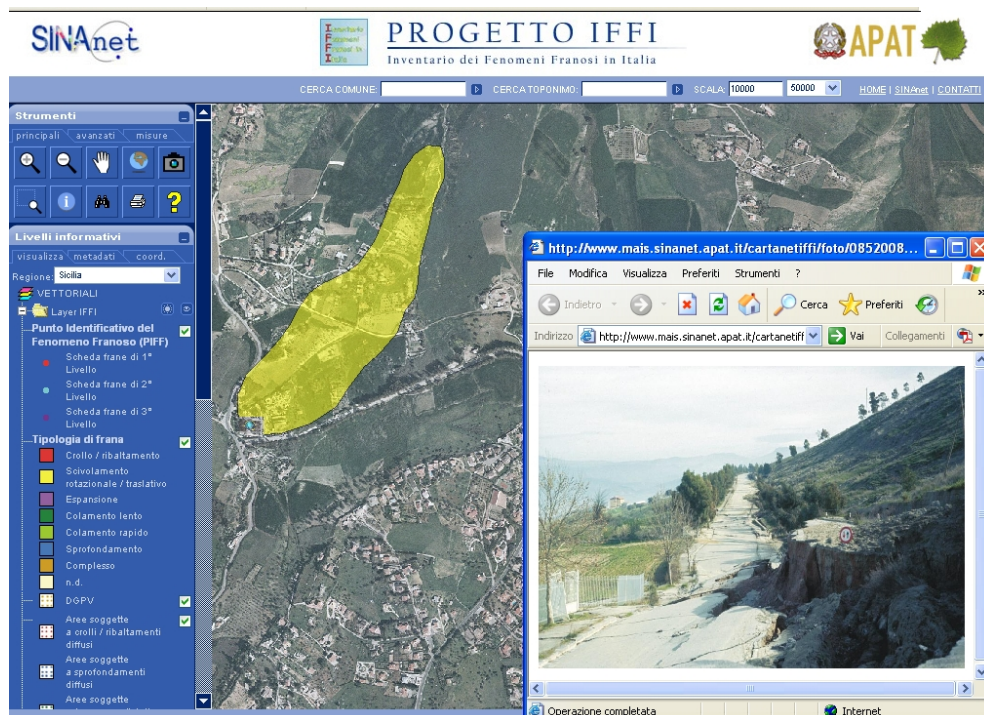 SINAnet
Inventario
Fenomeni
Franosi in
Italia
PROGETTO IFFI
Inventario dei Fenomeni Franosi in Italia
APAT
CERCA COMUNE:
CERCA TOPONIMO:
SCALA: 10000
50000
HOME | SINAnet | CONTATTI
Strumenti
principali avanzati misure
Livelli informativi
visualizza metadati coord.
Regione: Sicilia
VETTORIALI
Layer IFFI
Punto Identificativo del
Fenomeno Franoso (PIFF)
Scheda frane di 1°
Livello
Scheda frane di 2°
Livello
Scheda frane di 3°
Livello
Tipologia di frana
Crollo / ribaltamento
Scivolamento
rotazionale / traslativo
Espansione
Colamento lento
Colamento rapido
Sprofondamento
Complesso
n.d.
DGPV
Aree soggette
a crolli / ribaltamenti
diffusi
Aree soggette
a sprofondamenti
diffusi
Aree soggette
http://www.mais.sinanet.apat.it/cartanetiffi/foto/0852008...
File Modifica Visualizza Preferiti Strumenti ?
Indietro
Cerca
Preferiti
Indirizzo http://www.mais.sinanet.apat.it/cartanetiff
Vai
Collegamenti
Operazione completata
Internet